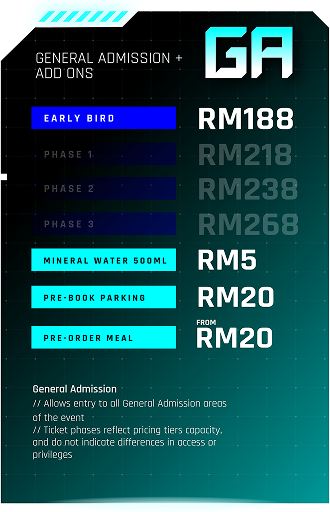 GENERAL ADMISSION +
ADD ONS
GA
EARLY BIRD
RM188
PHASE 1
RM218
PHASE 2
RM238
PHASE 3
RM268
MINERAL WATER 500ML
RM5
PRE-BOOK PARKING
RM20
PRE-ORDER MEAL
FROM
RM20
General Admission
// Allows entry to all General Admission areas
of the event
// Ticket phases reflect pricing tiers capacity,
and do not indicate differences in access or
privileges